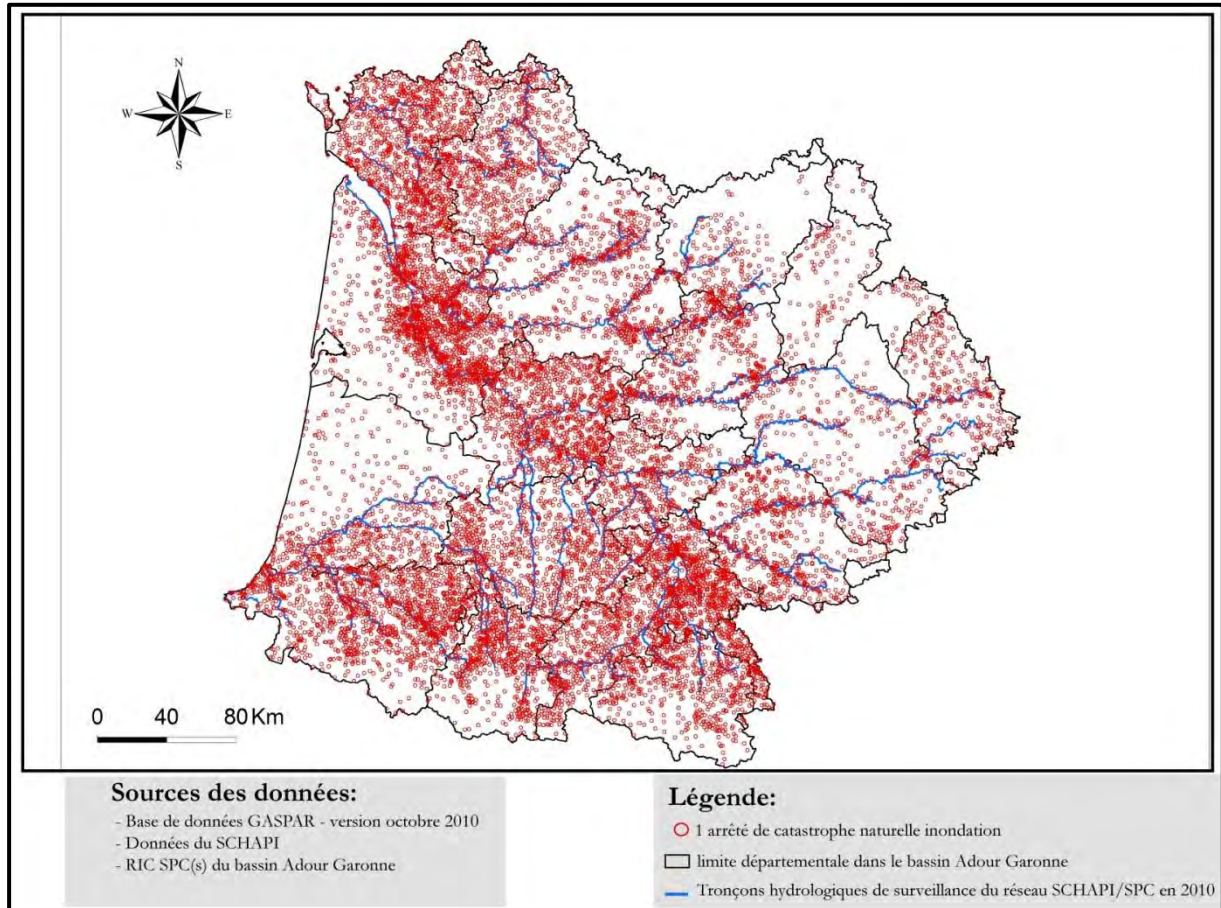 N
W
E
S
0 40 80 Km
Sources des données:
- Base de données GASPAR - version octobre 2010
- Données du SCHAPI
- RIC SPC(s) du bassin Adour Garonne
Légende:
1 arrêté de catastrophe naturelle inondation
limite départementale dans le bassin Adour Garonne
Tronçons hydrologiques de surveillance du réseau SCHAPI/SPC en 2010